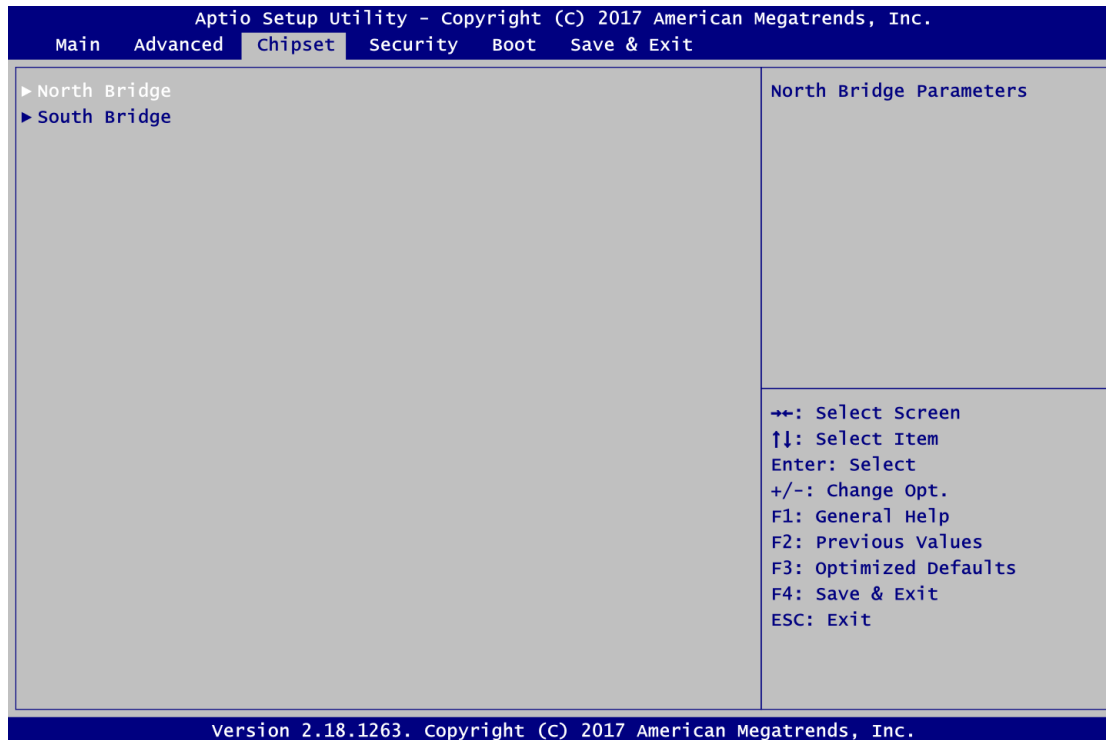 Aptio Setup Utility - Copyright (C) 2017 American Megatrends, Inc.
Main Advanced Chipset Security Boot Save & Exit
►North Bridge
►South Bridge
North Bridge Parameters
→←: Select Screen
↑↓: Select Item
Enter: Select
+/-: Change Opt.
F1: General Help
F2: Previous Values
F3: Optimized Defaults
F4: Save & Exit
ESC: Exit
Version 2.18.1263. Copyright (C) 2017 American Megatrends, Inc.